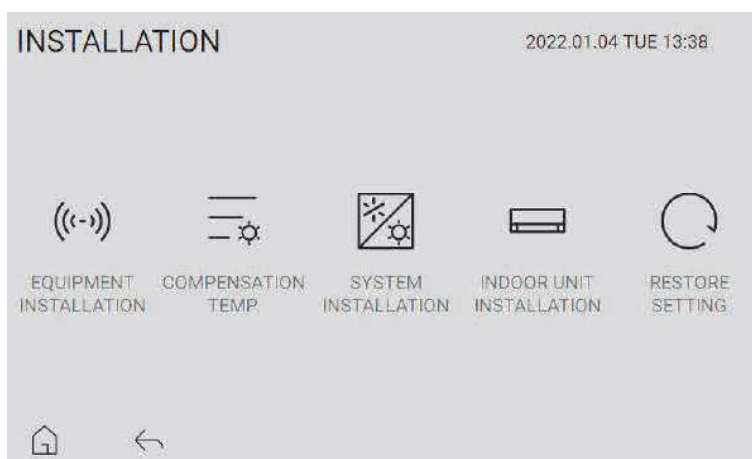 INSTALLATION
2022.01.04 TUE 13:38
EQUIPMENT
INSTALLATION
COMPENSATION
TEMP
SYSTEM
INSTALLATION
INDOOR UNIT
INSTALLATION
RESTORE
SETTING